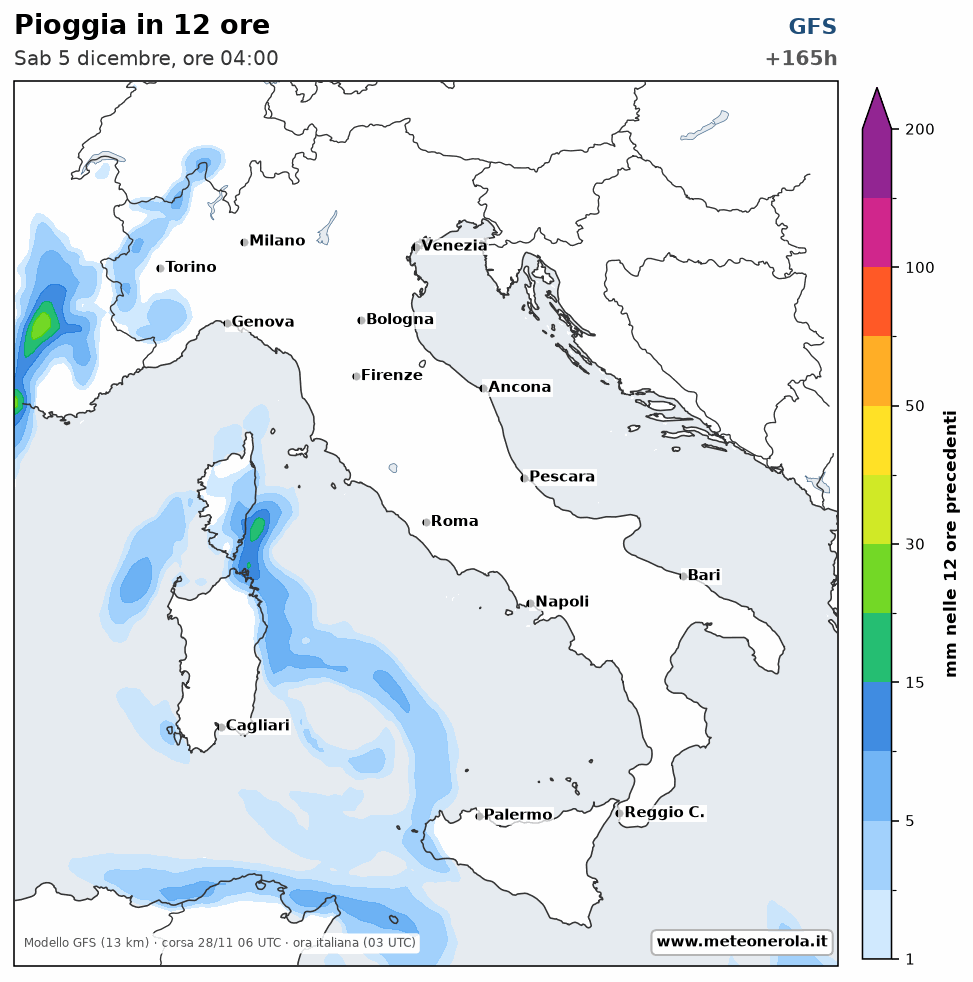 Pioggia in 12 ore
GFS
Sab 5 dicembre, ore 04:00
+165h
200
Milano
Venezia
Torino
100
Genova
Bologna
Firenze
Ancona
50
Pescara
Roma
30
Bari
Napoli
15
Cagliari
Palermo
Reggio C.
5
mm nelle 12 ore precedenti
Modello GFS (13 km) · corsa 28/11 06 UTC · ora italiana (03 UTC)
www.meteonerola.it
1